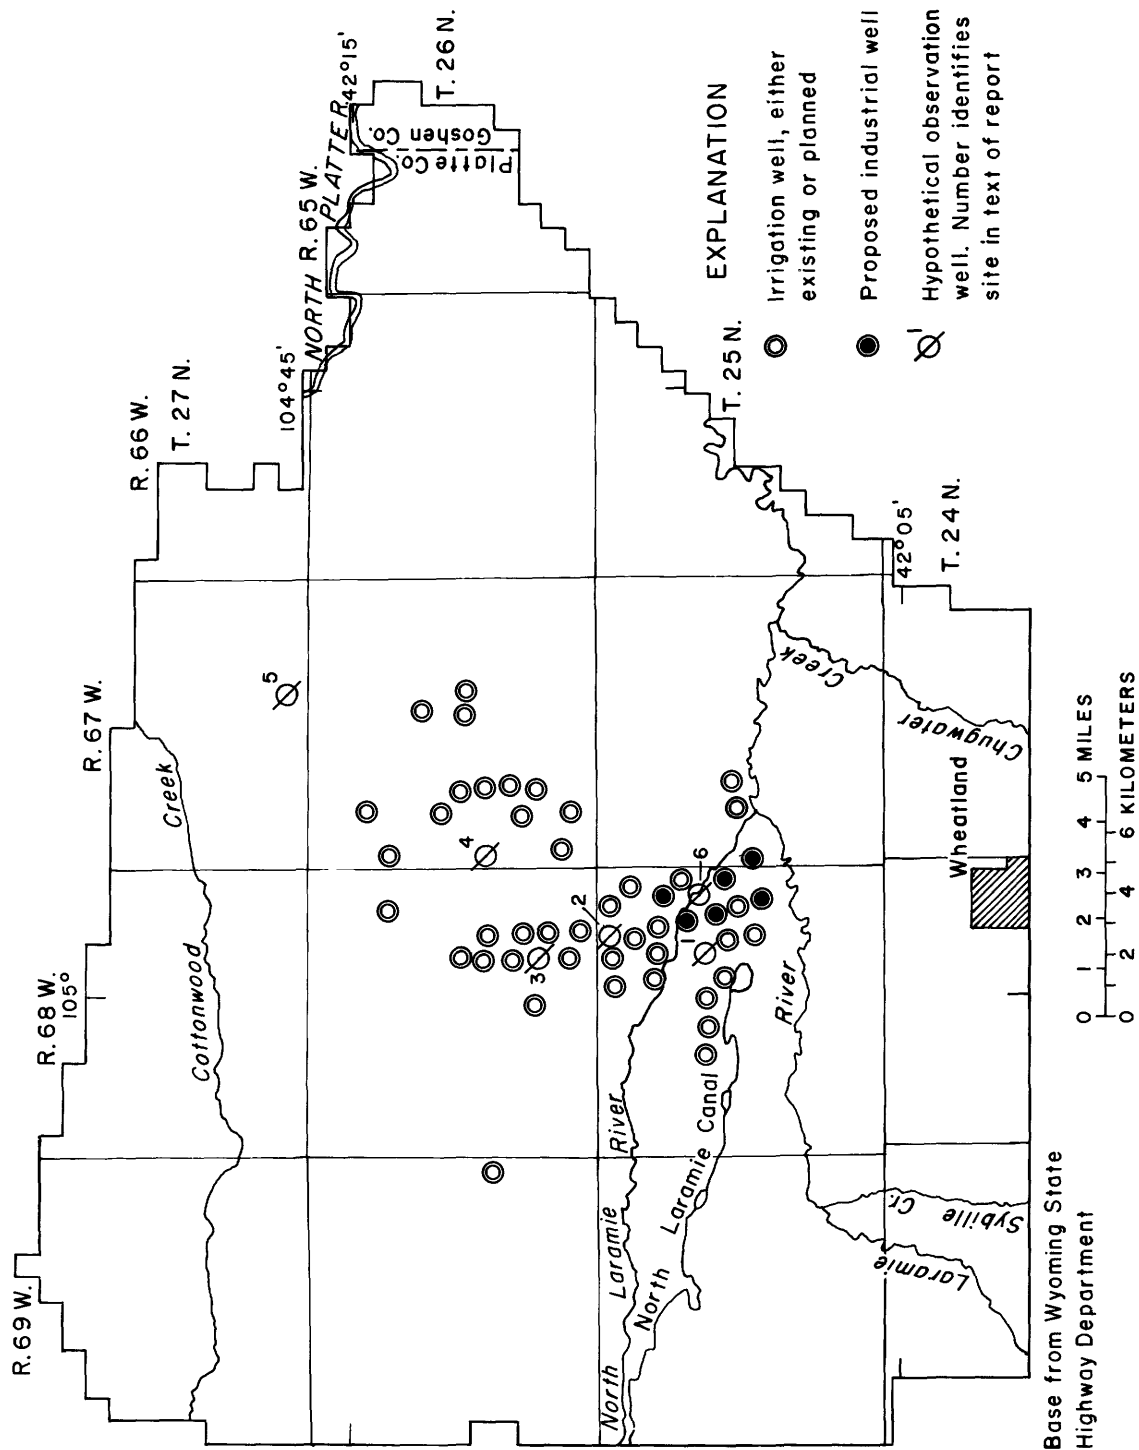 R. 69 W.
R. 68 W.
105°
R. 67 W.
R. 66 W.
T. 27 N.
104°45'
NORTH PLATTE R.
R. 65 W.
42°15'
T. 26 N.
Platte Co.
Goshen Co.
Cottonwood Creek
5
4
3
2
1
6
North Laramie River
North Laramie Canal
Laramie River
Sybille Cr.
Chugwater Creek
Wheatland
T. 25 N.
42°05'
T. 24 N.
EXPLANATION
Irrigation well, either
existing or planned
Proposed industrial well
1
Hypothetical observation
well. Number identifies
site in text of report
0 1 2 3 4 5 MILES
0 2 4 6 KILOMETERS
Base from Wyoming State
Highway Department